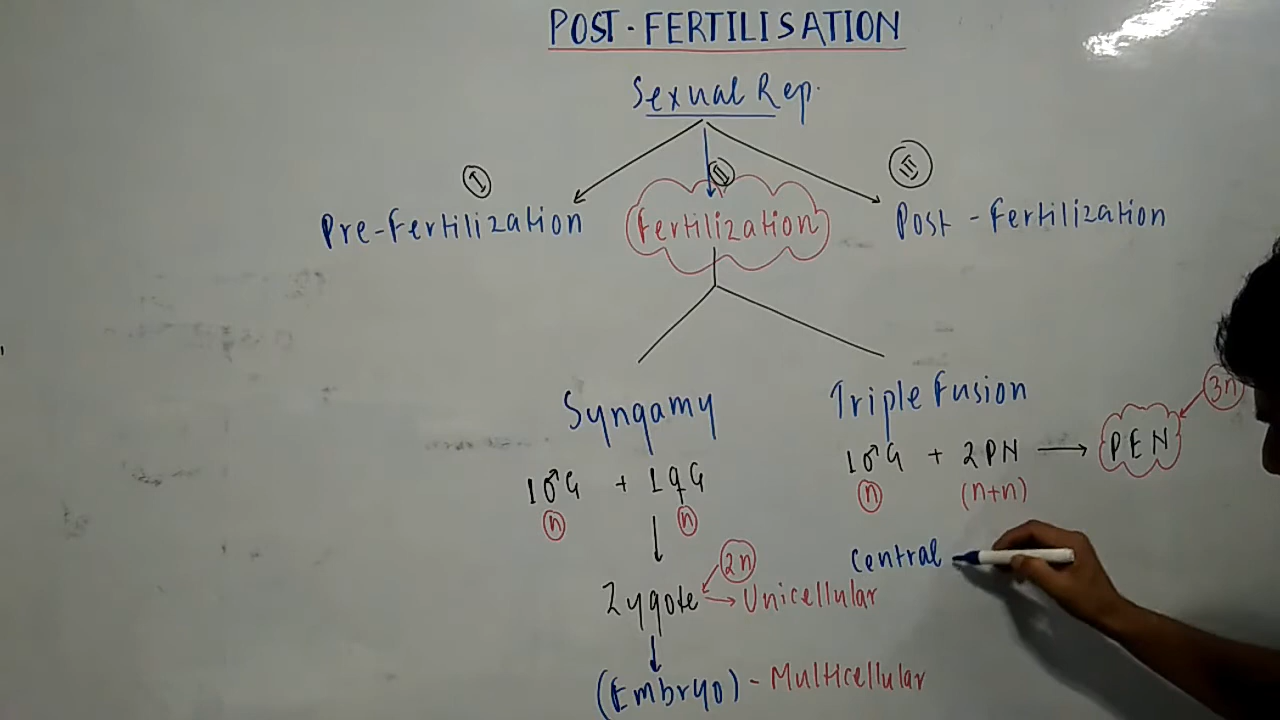 POST-FERTILISATION
Sexual Rep.
I
II
III
Pre-Fertilization
Fertilization
Post-Fertilization
Syngamy
Triple Fusion
3n
1♂G + 1♀G
n
n
1♂G + 2PN → PEN
n
(n+n)
Central
2n
Zygote → Unicellular
(Embryo) - Multicellular